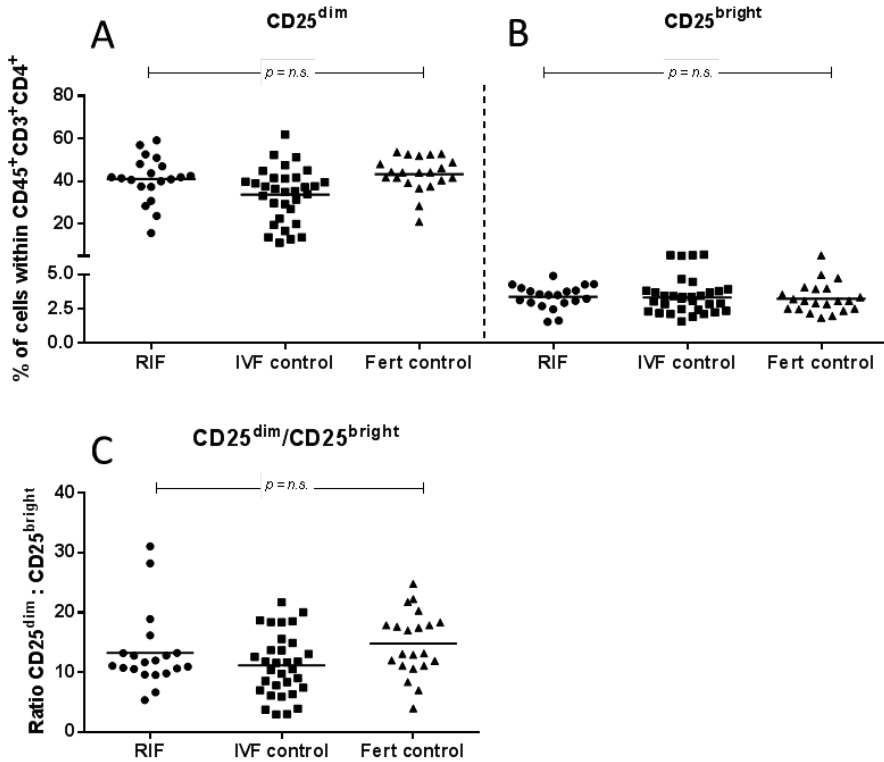 A
CD25dim
B
CD25bright
p = n.s.
p = n.s.
% of cells within CD45+CD3+CD4+
80
60
40
20
5.0
2.5
0.0
RIF
IVF control
Fert control
RIF
IVF control
Fert control
C
CD25dim/CD25bright
p = n.s.
Ratio CD25dim : CD25bright
40
30
20
10
0
RIF
IVF control
Fert control